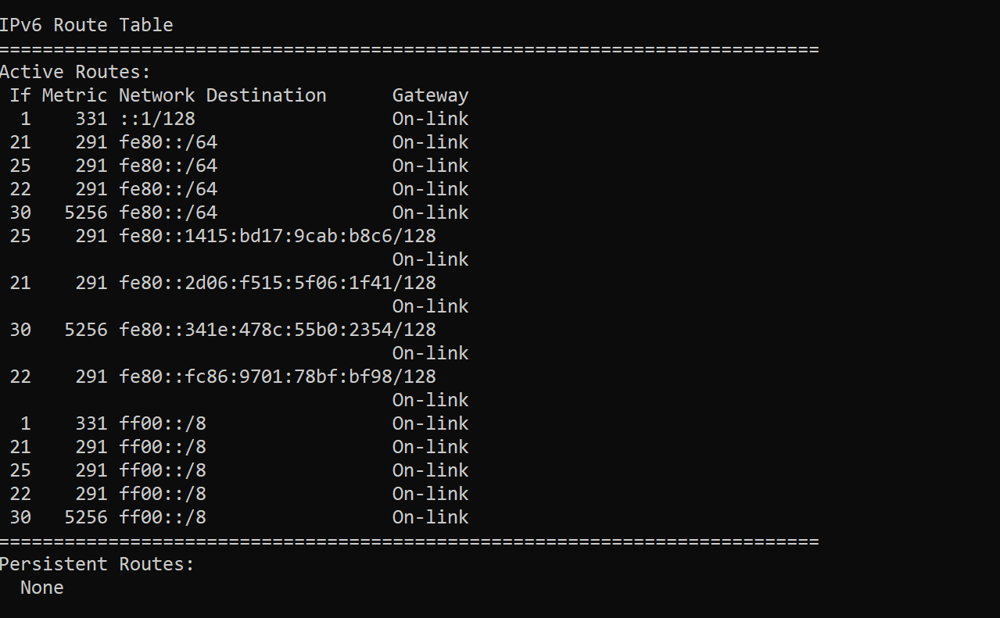 IPv6 Route Table
===========================================================================
Active Routes:
 If Metric Network Destination      Gateway
  1    331 ::1/128                  On-link
 21    291 fe80::/64                On-link
 25    291 fe80::/64                On-link
 22    291 fe80::/64                On-link
 30   5256 fe80::/64                On-link
 25    291 fe80::1415:bd17:9cab:b8c6/128
                                    On-link
 21    291 fe80::2d06:f515:5f06:1f41/128
                                    On-link
 30   5256 fe80::341e:478c:55b0:2354/128
                                    On-link
 22    291 fe80::fc86:9701:78bf:bf98/128
                                    On-link
  1    331 ff00::/8                 On-link
 21    291 ff00::/8                 On-link
 25    291 ff00::/8                 On-link
 22    291 ff00::/8                 On-link
 30   5256 ff00::/8                 On-link
===========================================================================
Persistent Routes:
  None